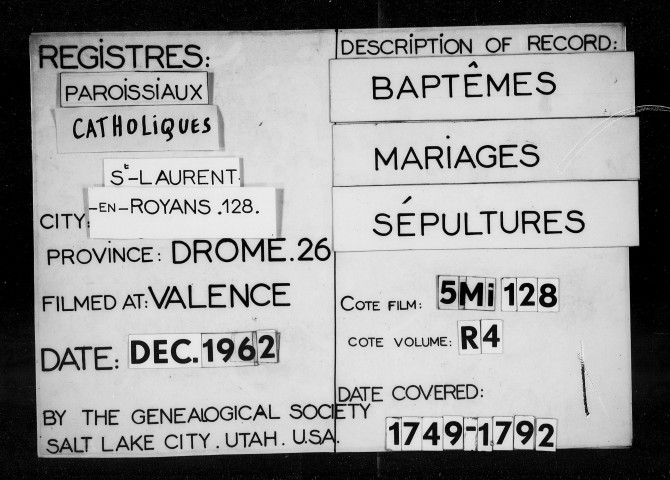 REGISTRES:
PAROISSIAUX
CATHOLIQUES
St-LAURENT.
CITY: -EN-ROYANS.128.
PROVINCE: DROME.26
FILMED AT: VALENCE
DATE: DEC.1962
BY THE GENEALOGICAL SOCIETY
SALT LAKE CITY. UTAH. U.S.A.
DESCRIPTION OF RECORD:
BAPTÊMES
MARIAGES
SÉPULTURES
COTE FILM: 5Mi 128
COTE VOLUME: R4
DATE COVERED:
1749-1792